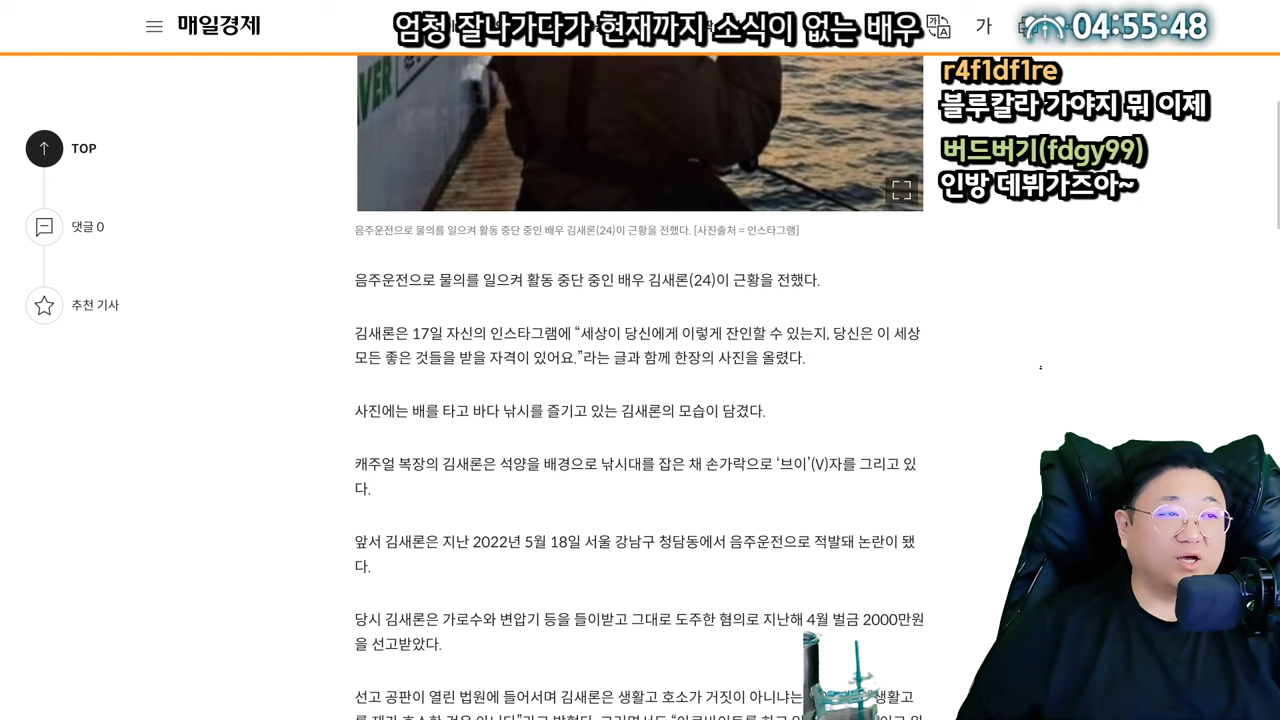 매일경제
엄청 잘나가다가 현재까지 소식이 없는 배우
가
04:55:48
r4f1df1re
블루칼라 가야지 뭐 이제
버드버기(fdgy99)
인방 데뷔가즈아~
TOP
댓글 0
추천 기사
VER
음주운전으로 물의를 일으켜 활동 중단 중인 배우 김새론(24)이 근황을 전했다. [사진출처 = 인스타그램]
음주운전으로 물의를 일으켜 활동 중단 중인 배우 김새론(24)이 근황을 전했다.
김새론은 17일 자신의 인스타그램에 “세상이 당신에게 이렇게 잔인할 수 있는지, 당신은 이 세상
모든 좋은 것들을 받을 자격이 있어요.”라는 글과 함께 한장의 사진을 올렸다.
사진에는 배를 타고 바다 낚시를 즐기고 있는 김새론의 모습이 담겼다.
캐주얼 복장의 김새론은 석양을 배경으로 낚시대를 잡은 채 손가락으로 ‘브이’(V)자를 그리고 있
다.
앞서 김새론은 지난 2022년 5월 18일 서울 강남구 청담동에서 음주운전으로 적발돼 논란이 됐
다.
당시 김새론은 가로수와 변압기 등을 들이받고 그대로 도주한 혐의로 지난해 4월 벌금 2000만원
을 선고받았다.
선고 공판이 열린 법원에 들어서며 김새론은 생활고 호소가 거짓이 아니냐는 “생활고